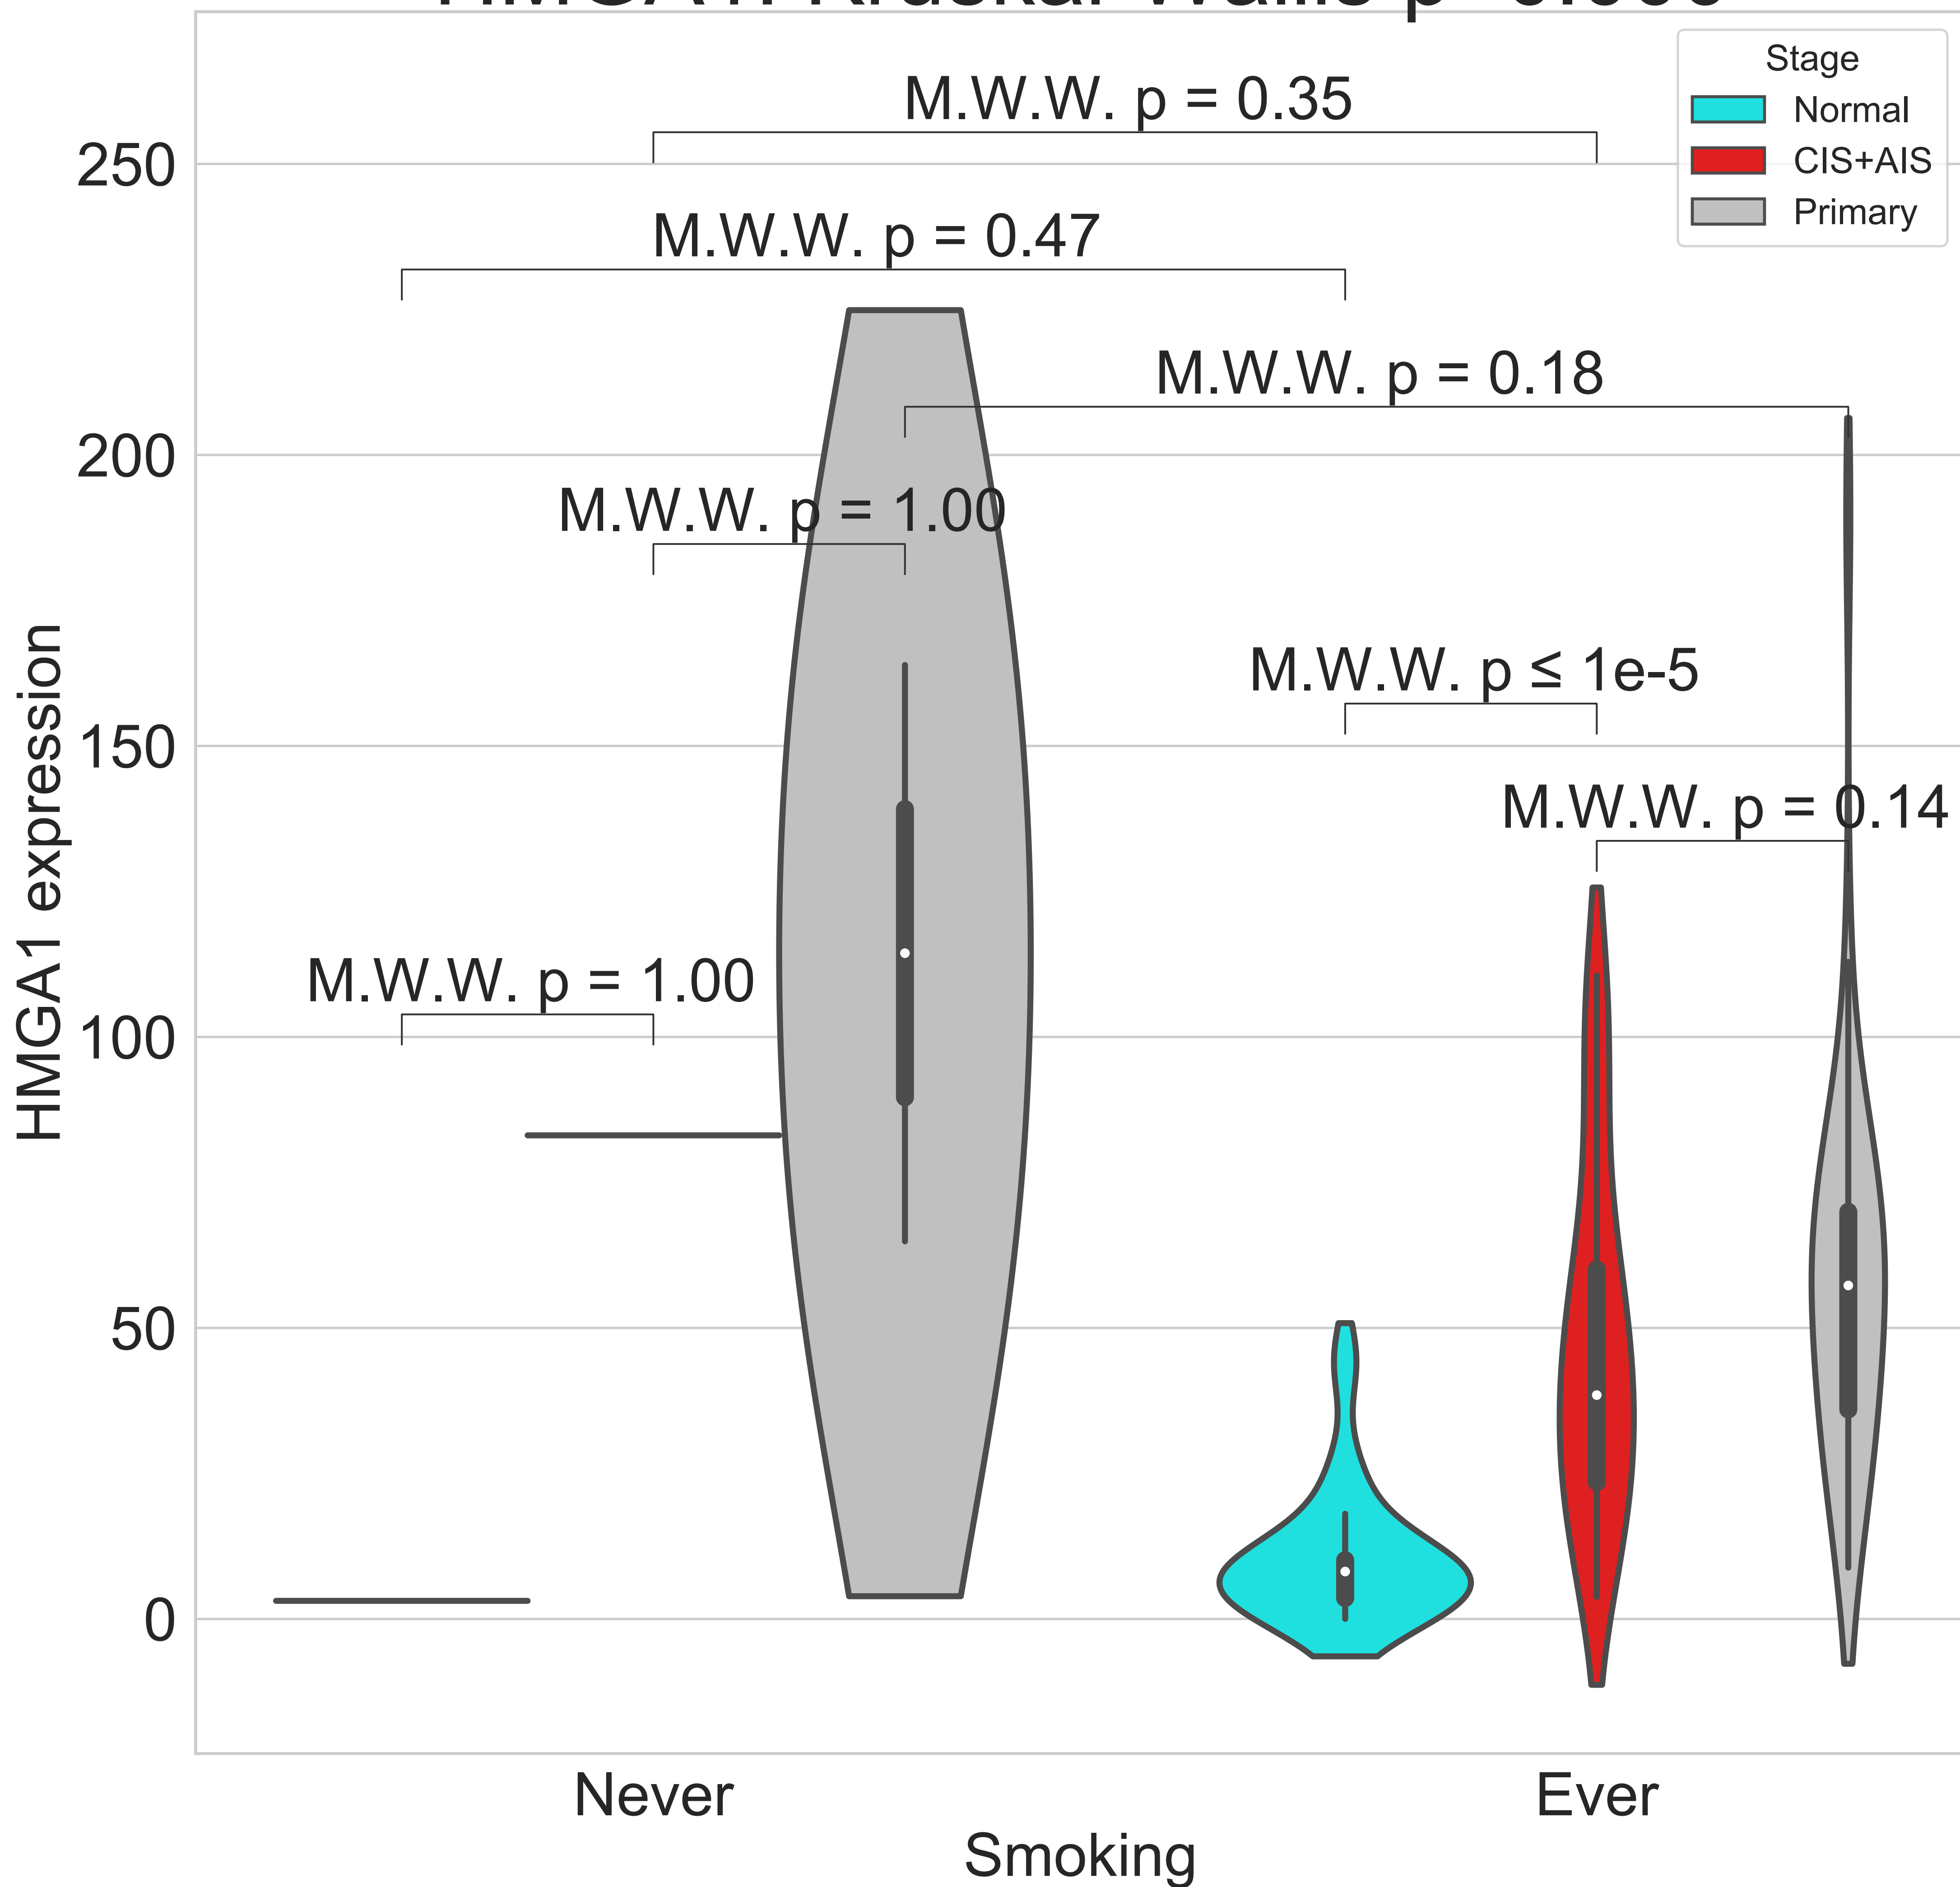 Stage
Normal
CIS+AIS
Primary
M.W.W. p = 0.35
M.W.W. p = 0.47
M.W.W. p = 0.18
M.W.W. p = 1.00
M.W.W. p ≤ 1e-5
M.W.W. p = 0.14
M.W.W. p = 1.00
250
200
150
100
50
0
HMGA1 expression
Never
Ever
Smoking